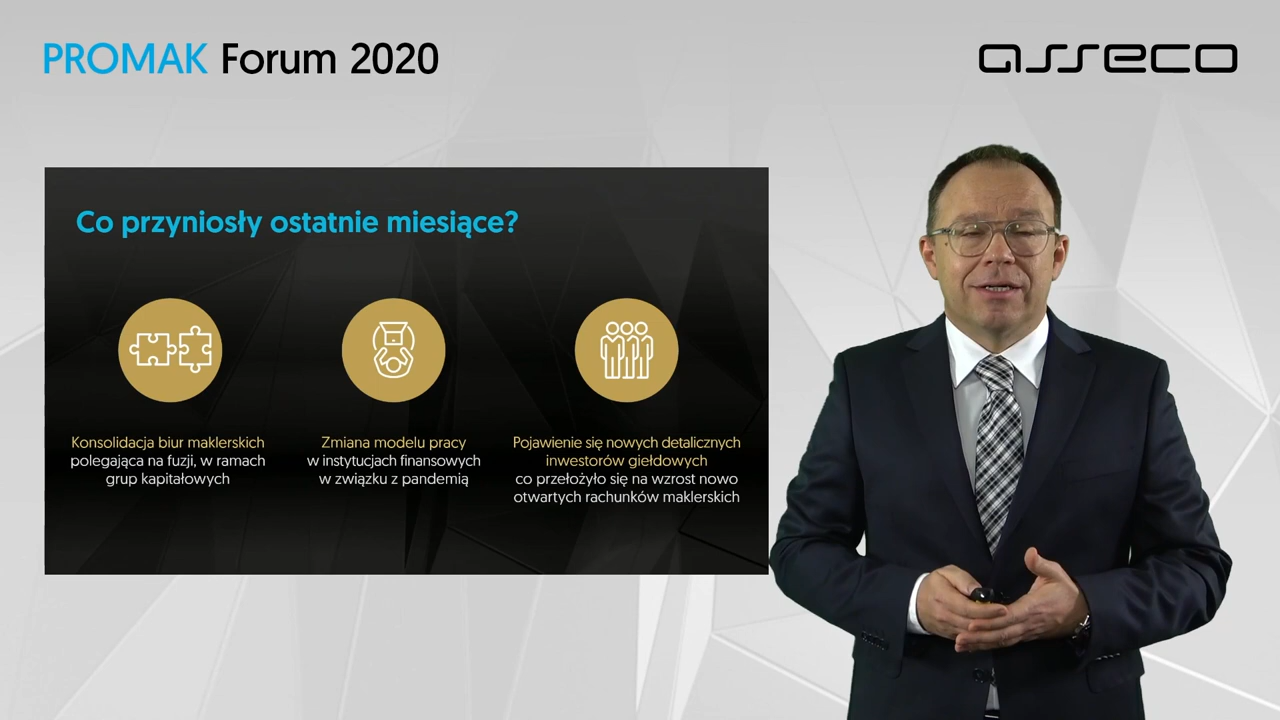 PROMAK Forum 2020
asseco
Co przyniosły ostatnie miesiące?
Konsolidacja biur maklerskich
polegająca na fuzji, w ramach
grup kapitałowych
Zmiana modelu pracy
w instytucjach finansowych
w związku z pandemią
Pojawienie się nowych detalicznych
inwestorów giełdowych
co przełożyło się na wzrost nowo
otwartych rachunków maklerskich